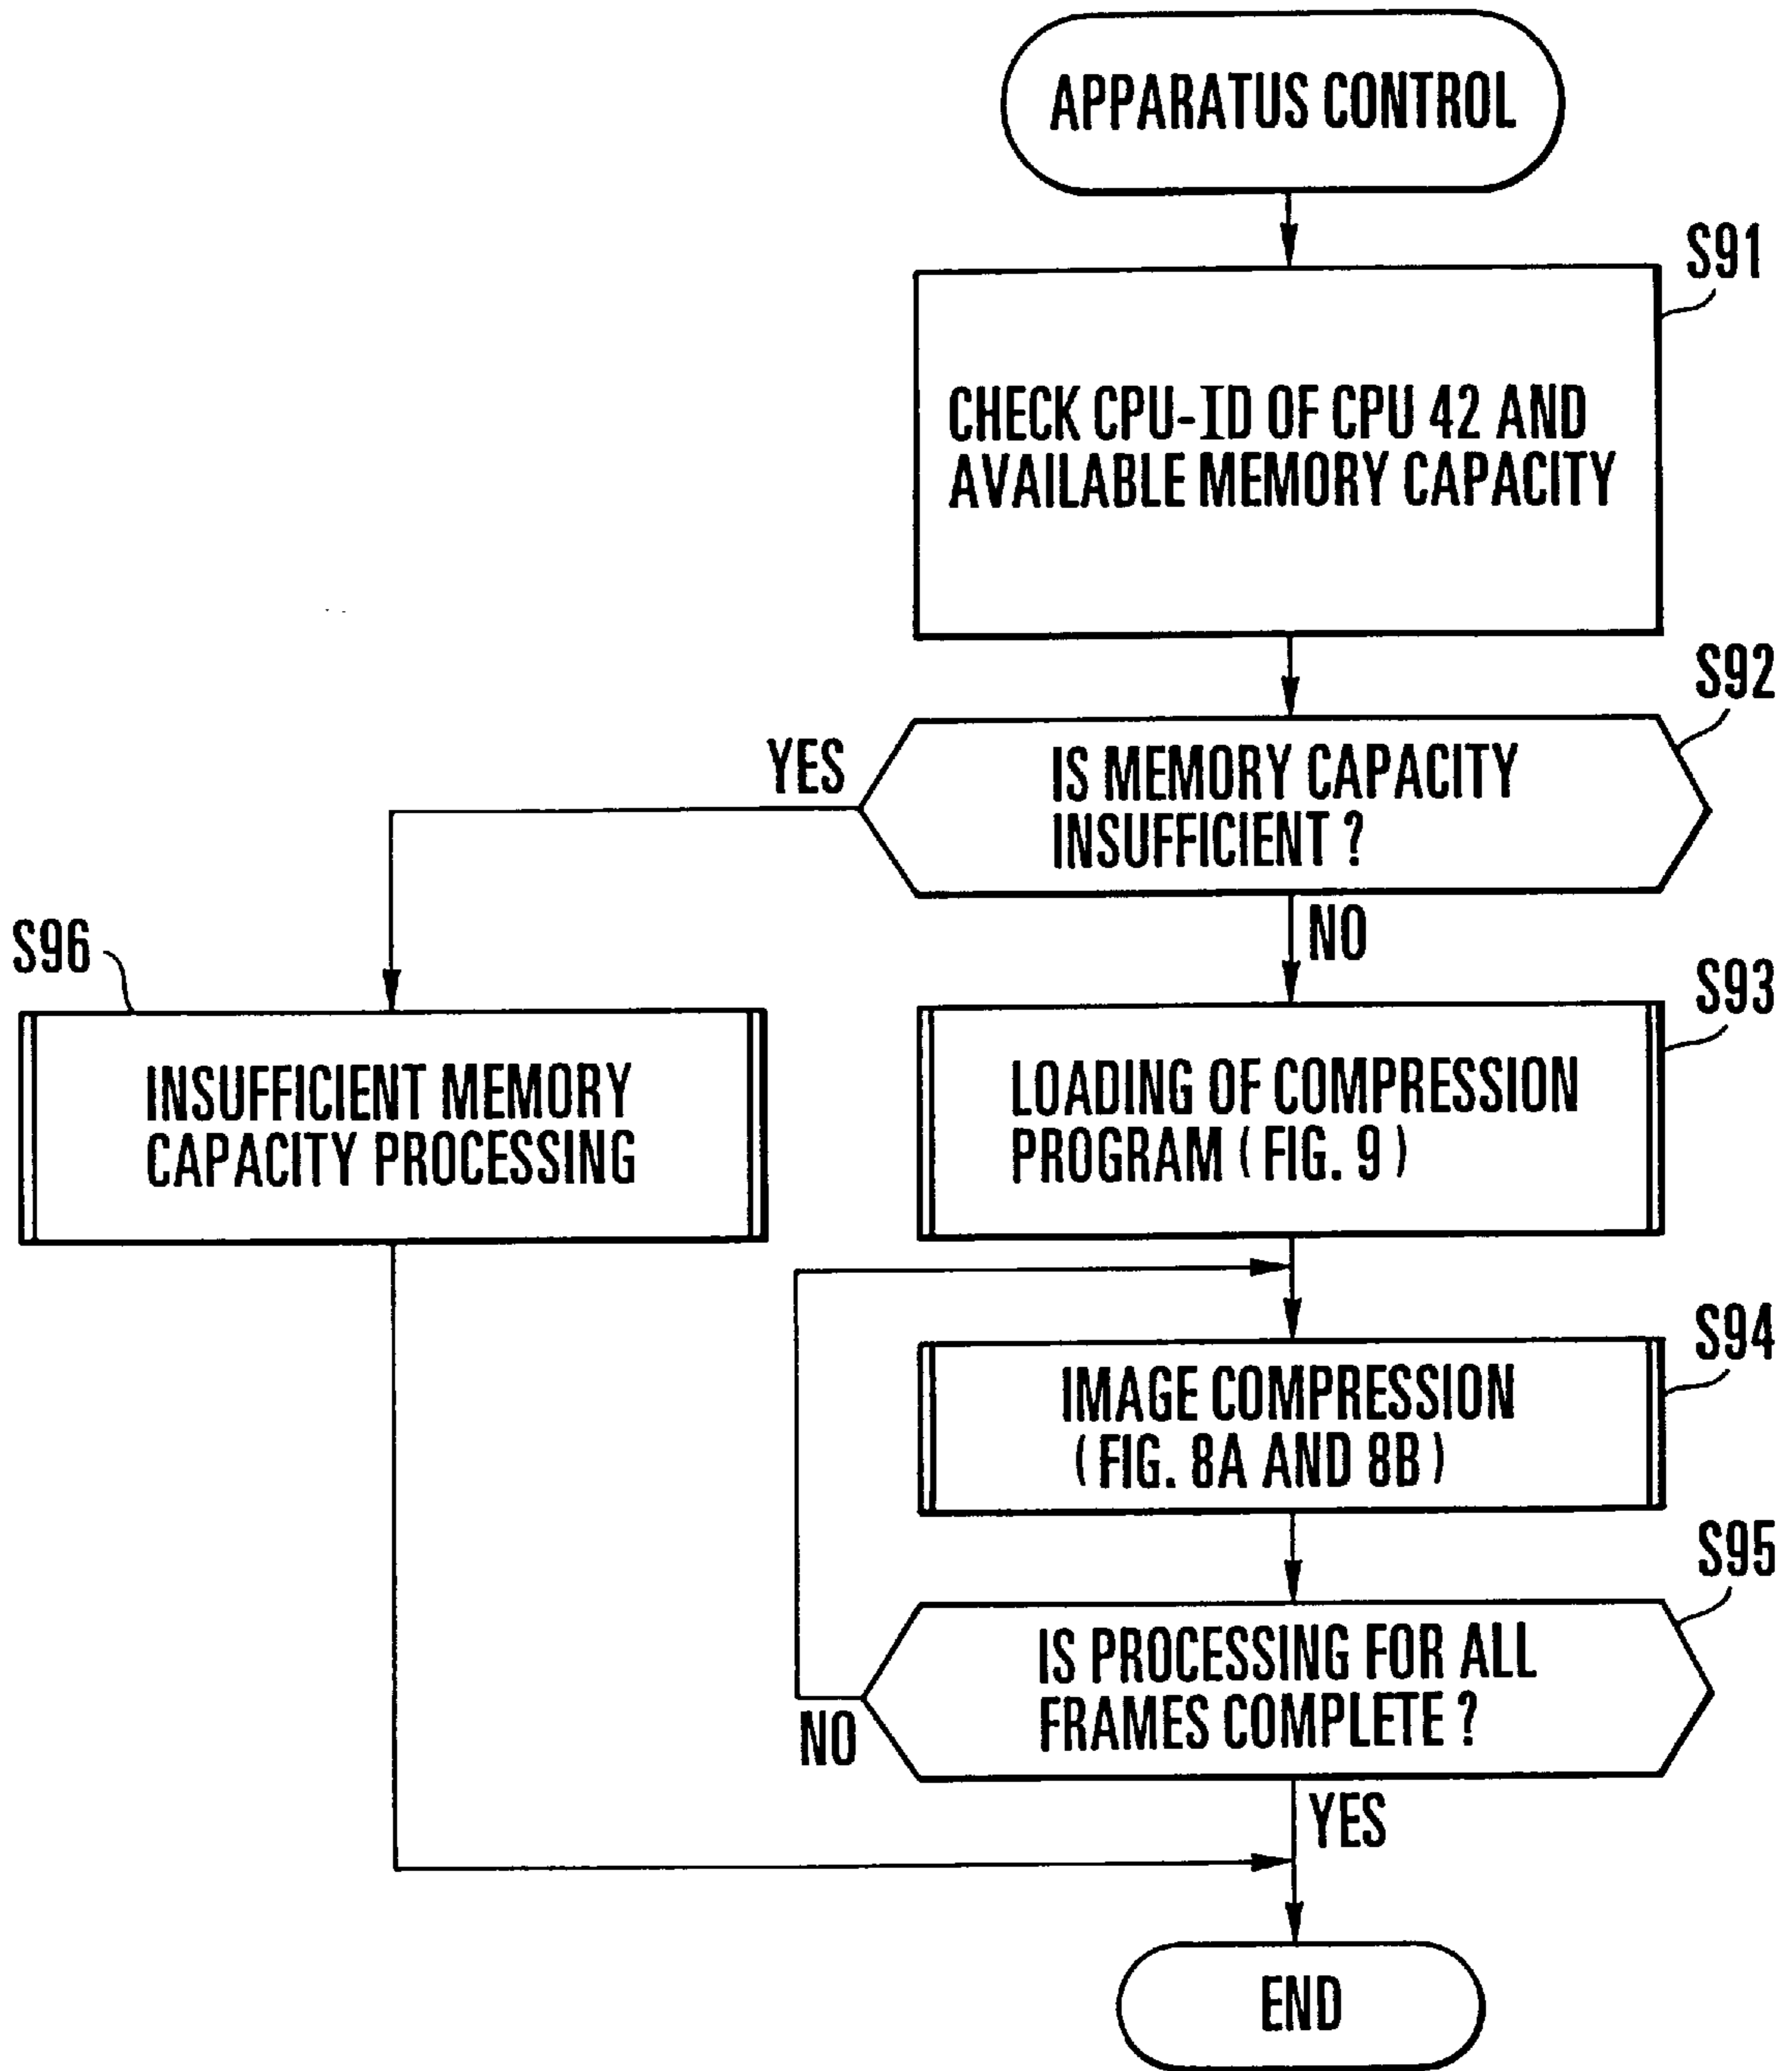 APPARATUS CONTROL
S91
CHECK CPU-ID OF CPU 42 AND
AVAILABLE MEMORY CAPACITY
S92
YES
IS MEMORY CAPACITY
INSUFFICIENT ?
NO
S96
S93
INSUFFICIENT MEMORY
CAPACITY PROCESSING
LOADING OF COMPRESSION
PROGRAM ( FIG. 9 )
S94
IMAGE COMPRESSION
( FIG. 8A AND 8B )
S95
IS PROCESSING FOR ALL
FRAMES COMPLETE ?
NO
YES
END